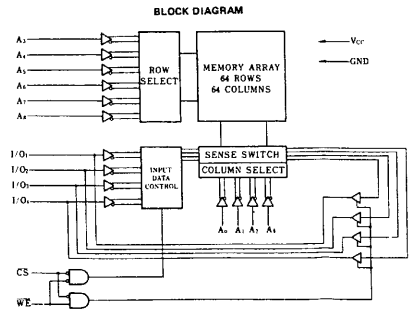 BLOCK DIAGRAM
A3
A4
A5
A6
A7
A8
ROW
SELECT
MEMORY ARRAY
64 ROWS
64 COLUMNS
VCC
GND
I/O1
I/O2
I/O3
I/O4
INPUT
DATA
CONTROL
SENSE SWITCH
COLUMN SELECT
A0 A1 A2 A9
CS
WE